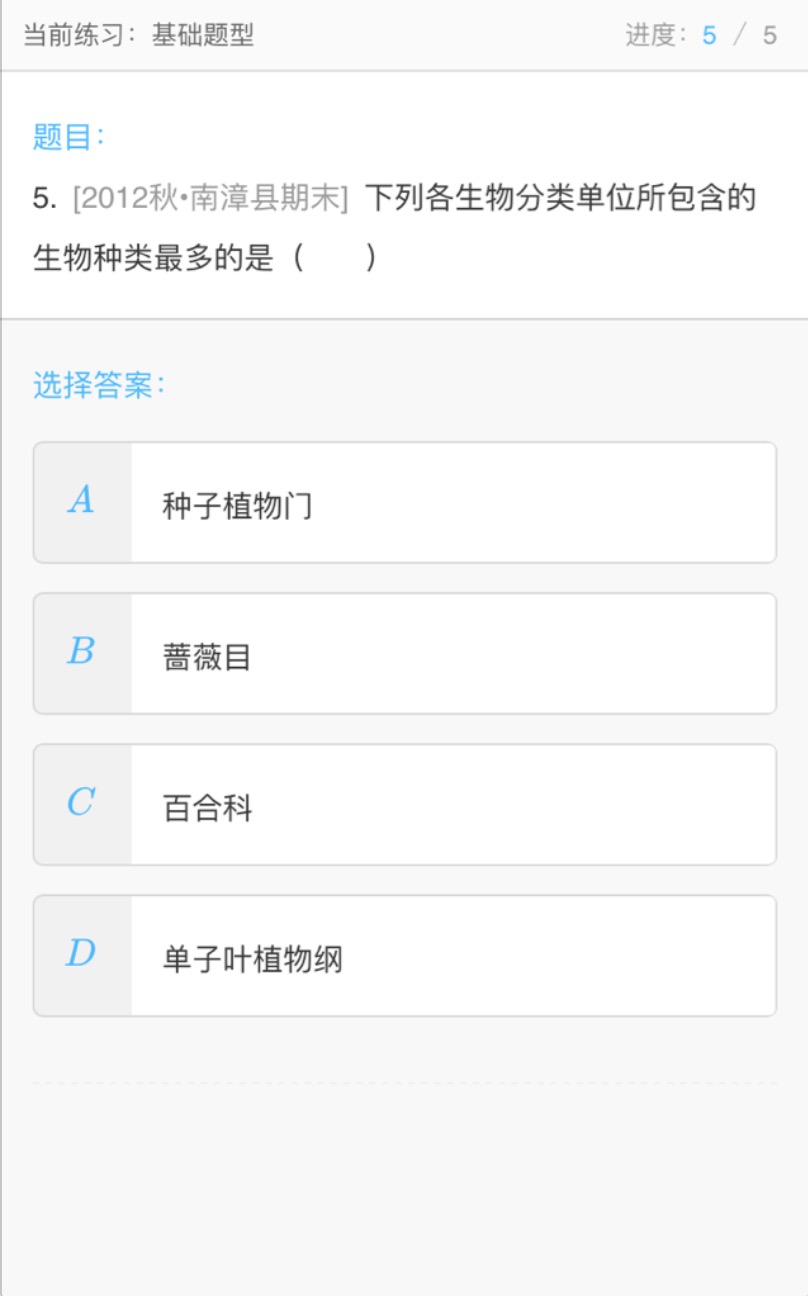 当前练习：基础题型 进度：5 / 5
题目：
5. [2012秋•南漳县期末] 下列各生物分类单位所包含的
生物种类最多的是（　　）
选择答案：
A 种子植物门
B 蔷薇目
C 百合科
D 单子叶植物纲